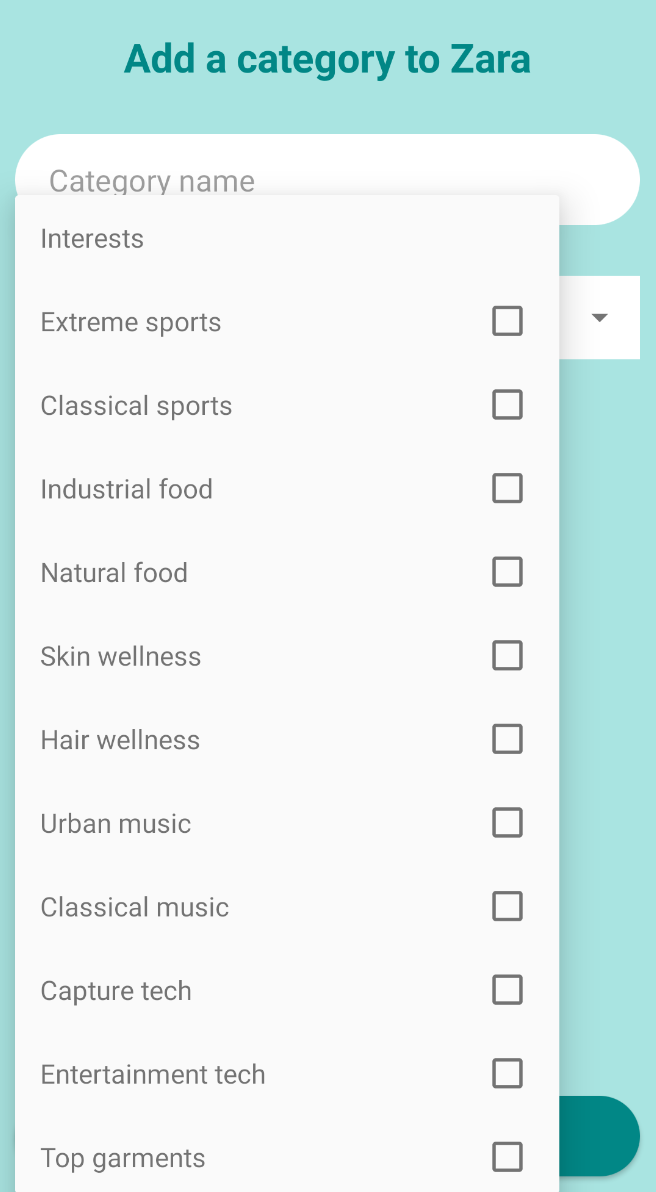 Add a category to Zara
Category name
Interests
Extreme sports
Classical sports
Industrial food
Natural food
Skin wellness
Hair wellness
Urban music
Classical music
Capture tech
Entertainment tech
Top garments